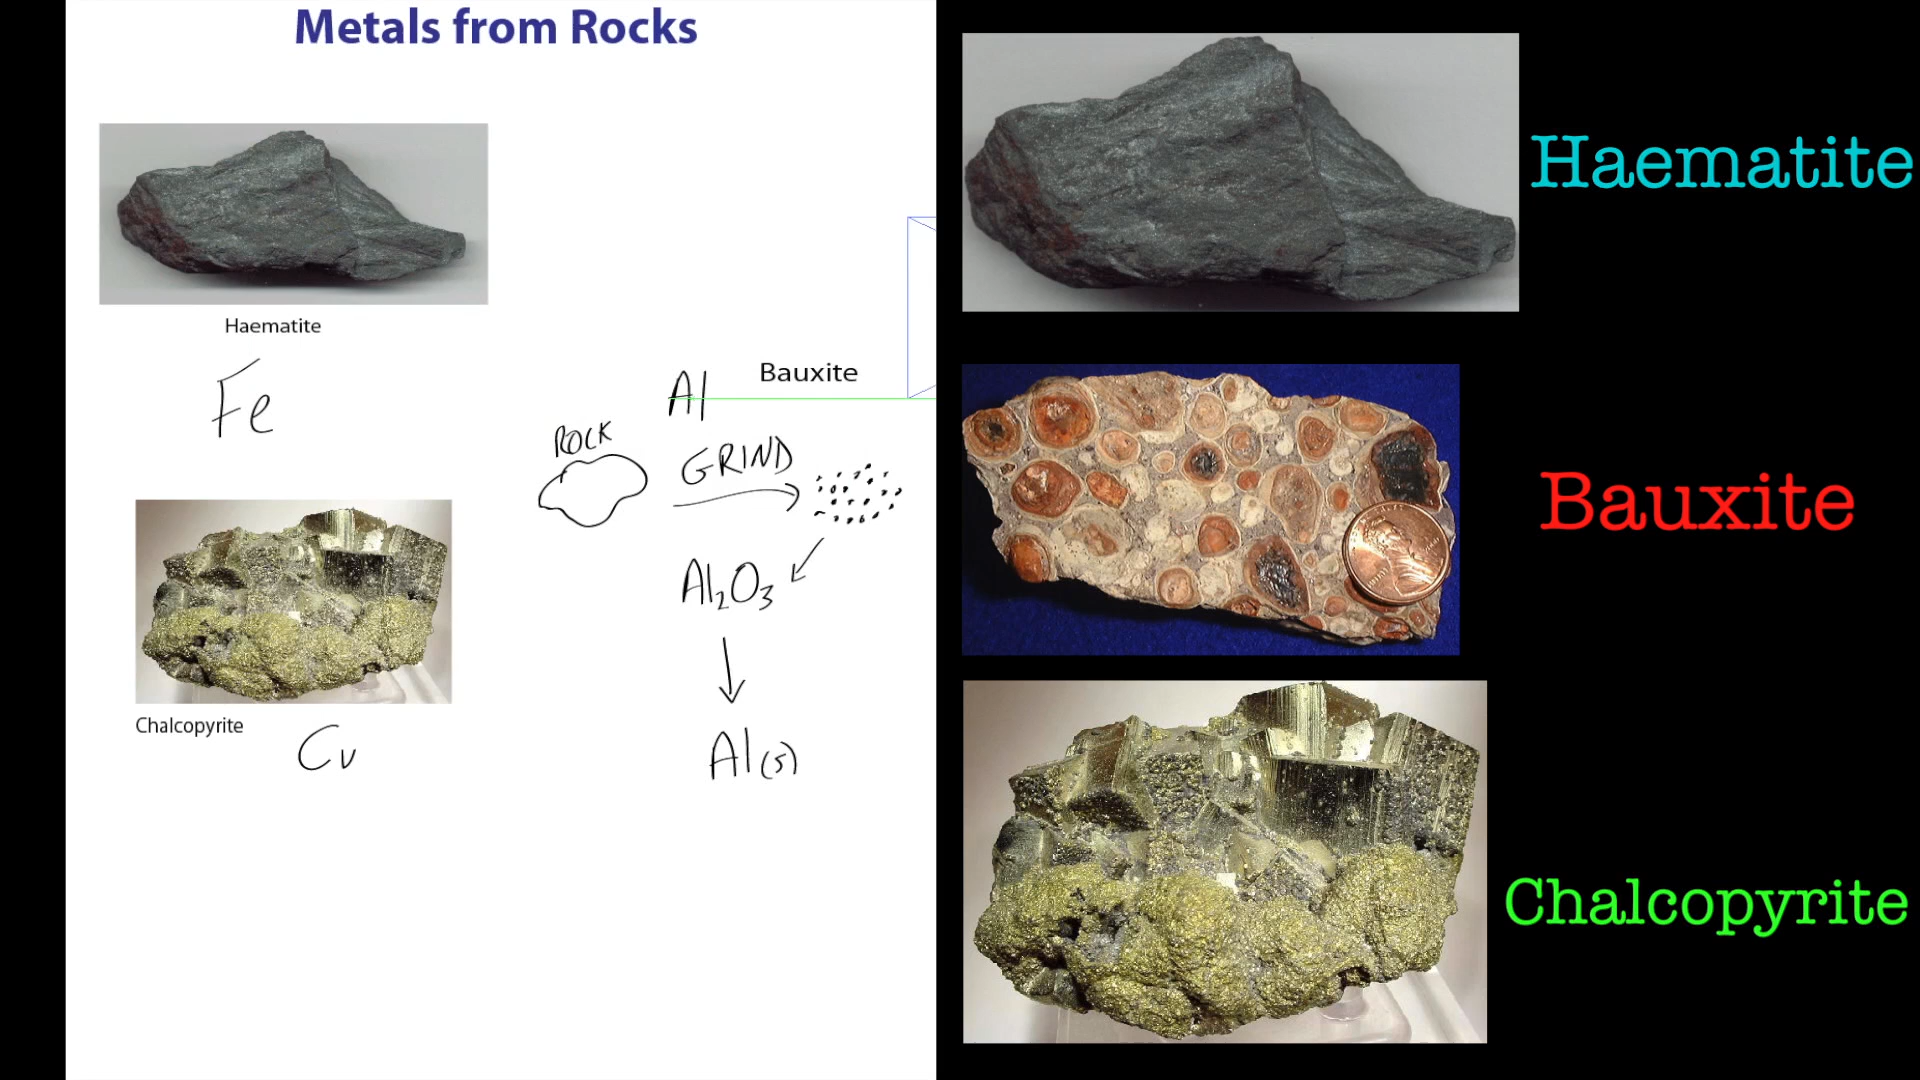 Metals from Rocks
Haematite
Fe
Chalcopyrite
Cu
Bauxite
Al
ROCK
GRIND
Al₂O₃
Al(s)
Haematite
Bauxite
Chalcopyrite